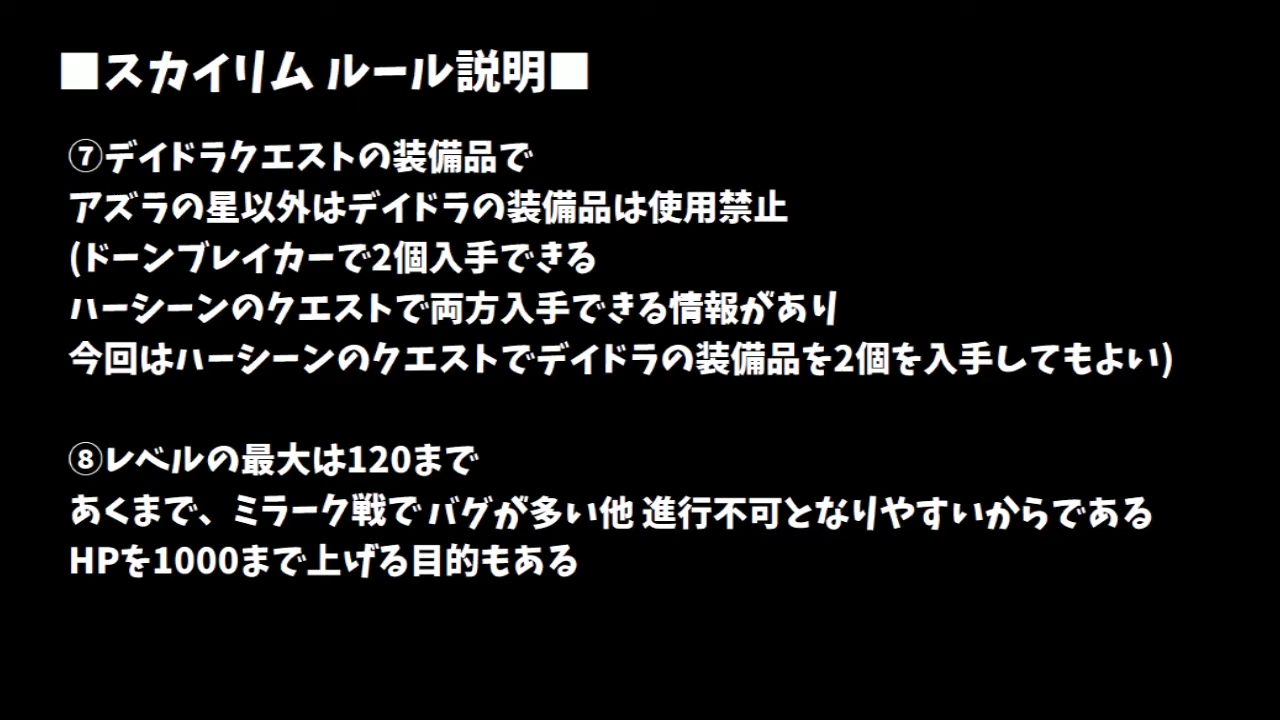 ■スカイリム ルール説明■
⑦デイドラクエストの装備品で
アズラの星以外はデイドラの装備品は使用禁止
(ドーンブレイカーで2個入手できる
ハーシーンのクエストで両方入手できる情報があり
今回はハーシーンのクエストでデイドラの装備品を2個を入手してもよい)
⑧レベルの最大は120まで
あくまで、ミラーク戦でバグが多い他 進行不可となりやすいからである
HPを1000まで上げる目的もある